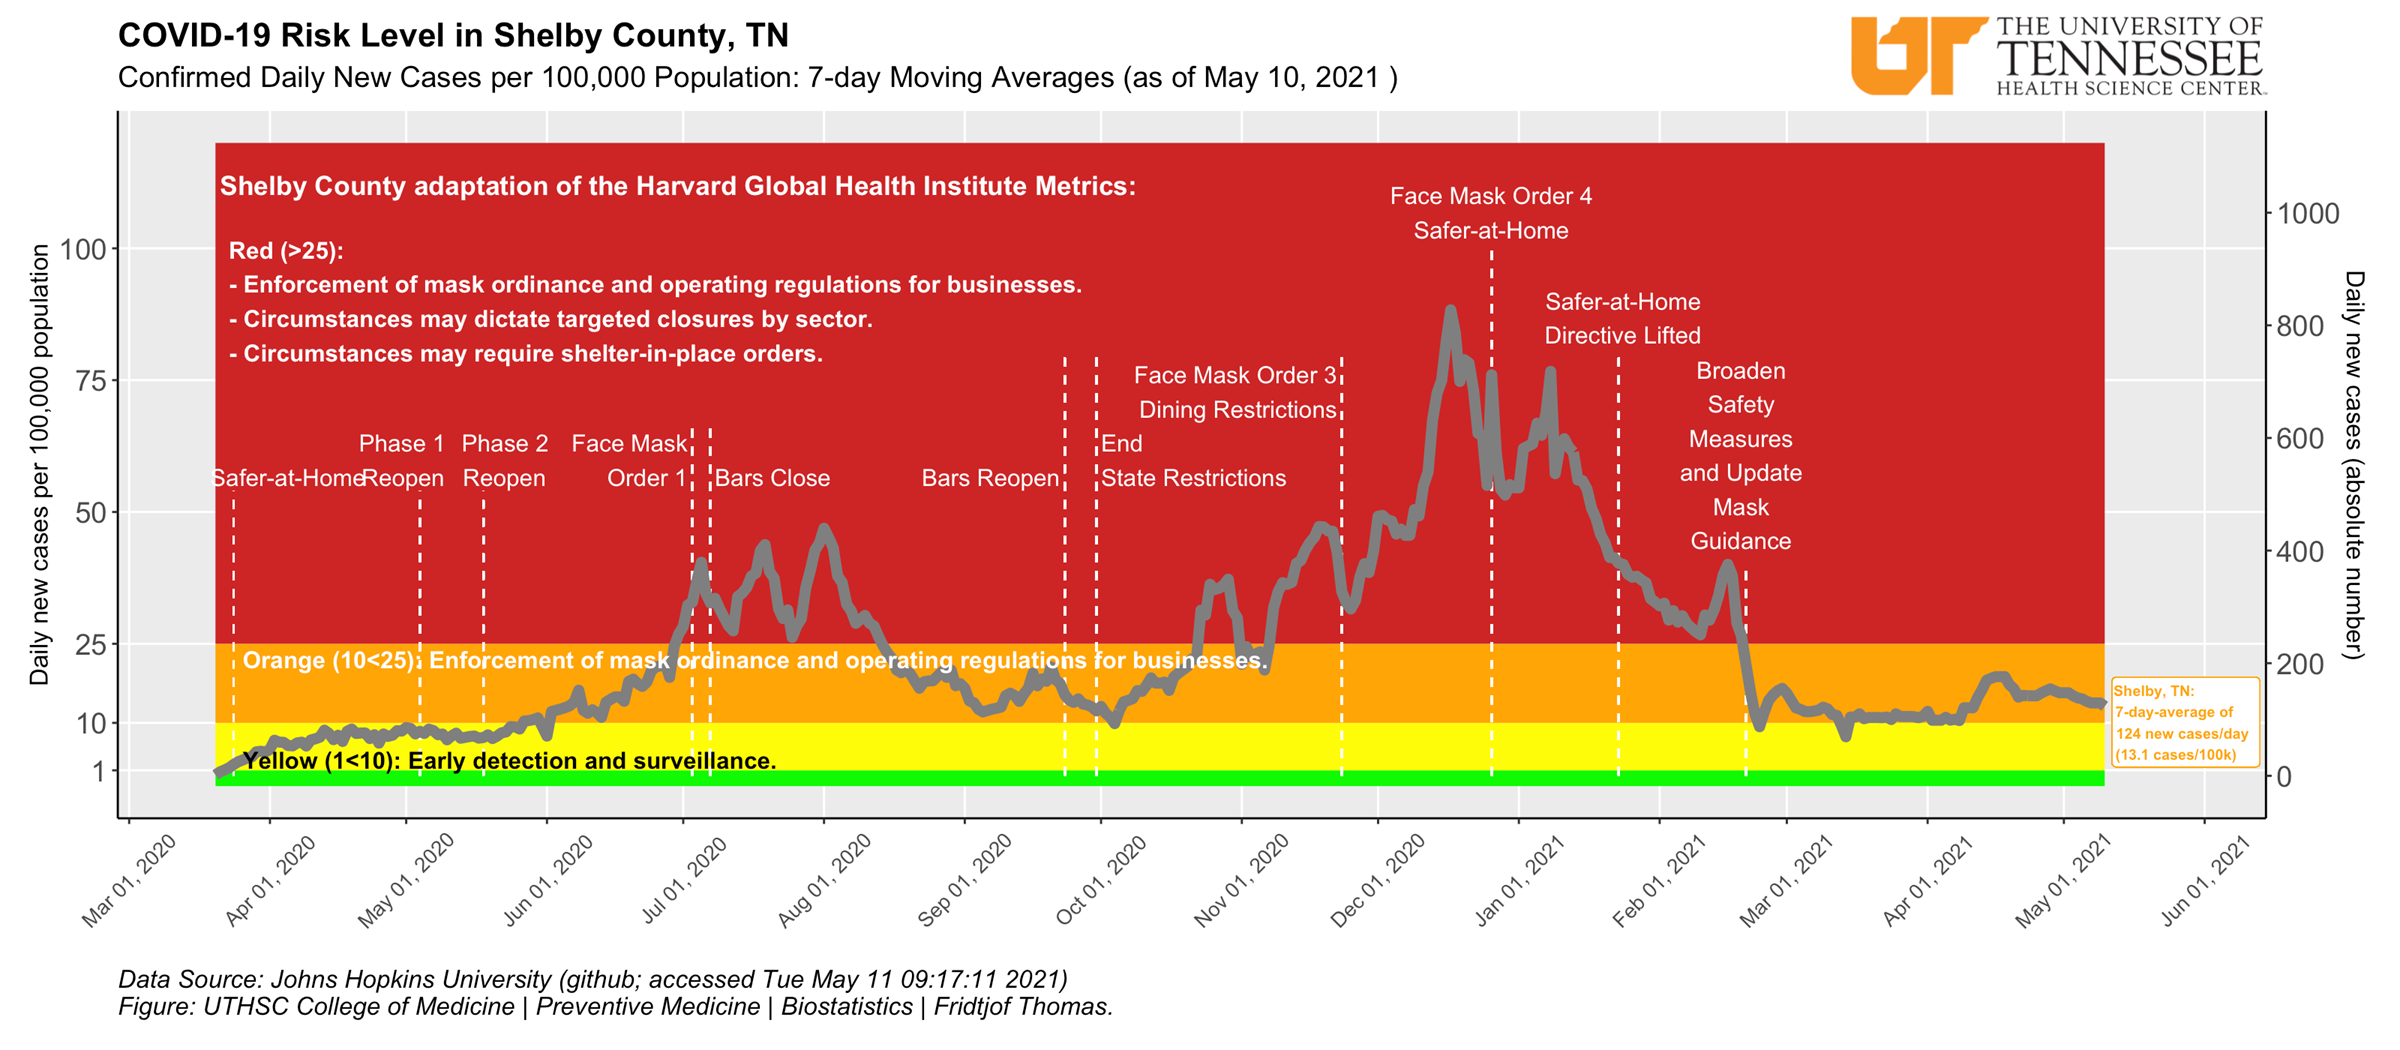 COVID-19 Risk Level in Shelby County, TN
Confirmed Daily New Cases per 100,000 Population: 7-day Moving Averages (as of May 10, 2021 )
UT
THE UNIVERSITY OF
TENNESSEE
HEALTH SCIENCE CENTER
Daily new cases per 100,000 population
100
75
50
25
10
1
Shelby County adaptation of the Harvard Global Health Institute Metrics:
Red (>25):
- Enforcement of mask ordinance and operating regulations for businesses.
- Circumstances may dictate targeted closures by sector.
- Circumstances may require shelter-in-place orders.
Safer-at-Home
Phase 1
Reopen
Phase 2
Reopen
Face Mask
Order 1
Bars Close
Bars Reopen
End
State Restrictions
Face Mask Order 3
Dining Restrictions
Face Mask Order 4
Safer-at-Home
Safer-at-Home
Directive Lifted
Broaden
Safety
Measures
and Update
Mask
Guidance
Orange (10<25): Enforcement of mask ordinance and operating regulations for businesses.
Yellow (1<10): Early detection and surveillance.
Shelby, TN:
7-day-average of
124 new cases/day
(13.1 cases/100k)
1000
800
600
400
200
0
Daily new cases (absolute number)
Mar 01, 2020
Apr 01, 2020
May 01, 2020
Jun 01, 2020
Jul 01, 2020
Aug 01, 2020
Sep 01, 2020
Oct 01, 2020
Nov 01, 2020
Dec 01, 2020
Jan 01, 2021
Feb 01, 2021
Mar 01, 2021
Apr 01, 2021
May 01, 2021
Jun 01, 2021
Data Source: Johns Hopkins University (github; accessed Tue May 11 09:17:11 2021)
Figure: UTHSC College of Medicine | Preventive Medicine | Biostatistics | Fridtjof Thomas.